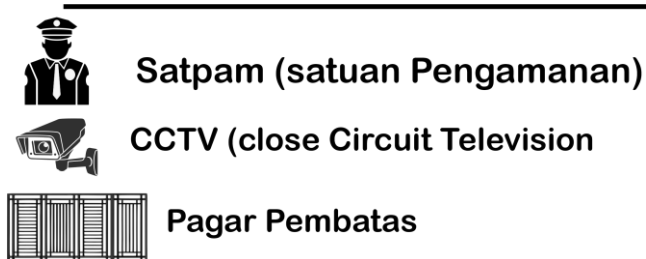 Satpam (satuan Pengamanan)
CCTV (close Circuit Television
Pagar Pembatas